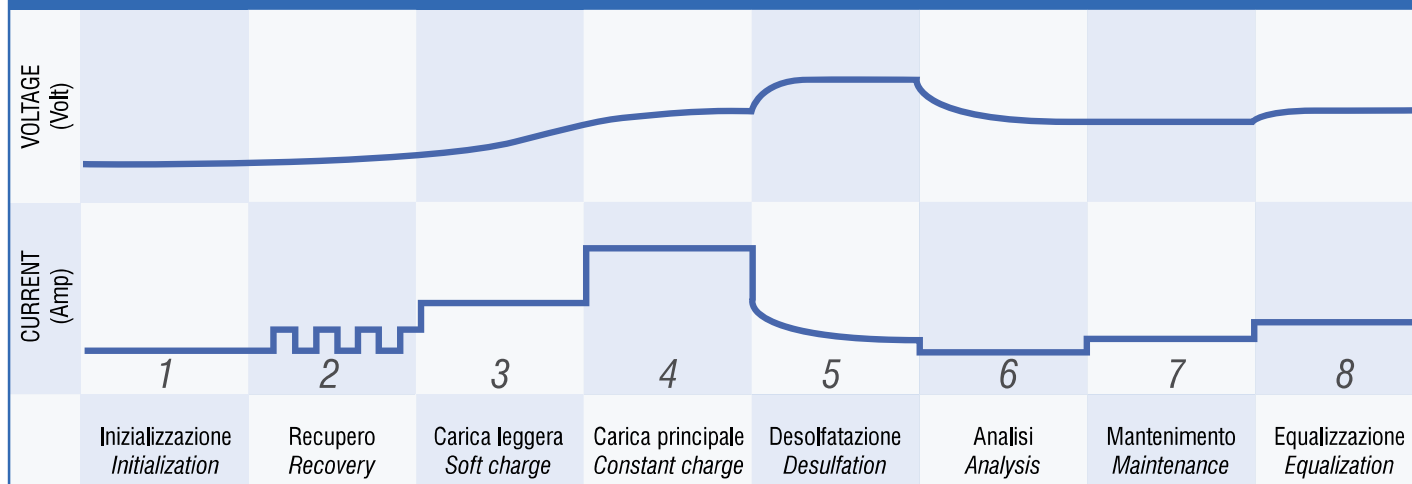 VOLTAGE
(Volt)
CURRENT
(Amp)
1
2
3
4
5
6
7
8
Inizializzazione
Initialization
Recupero
Recovery
Carica leggera
Soft charge
Carica principale
Constant charge
Desolfatazione
Desulfation
Analisi
Analysis
Mantenimento
Maintenance
Equalizzazione
Equalization